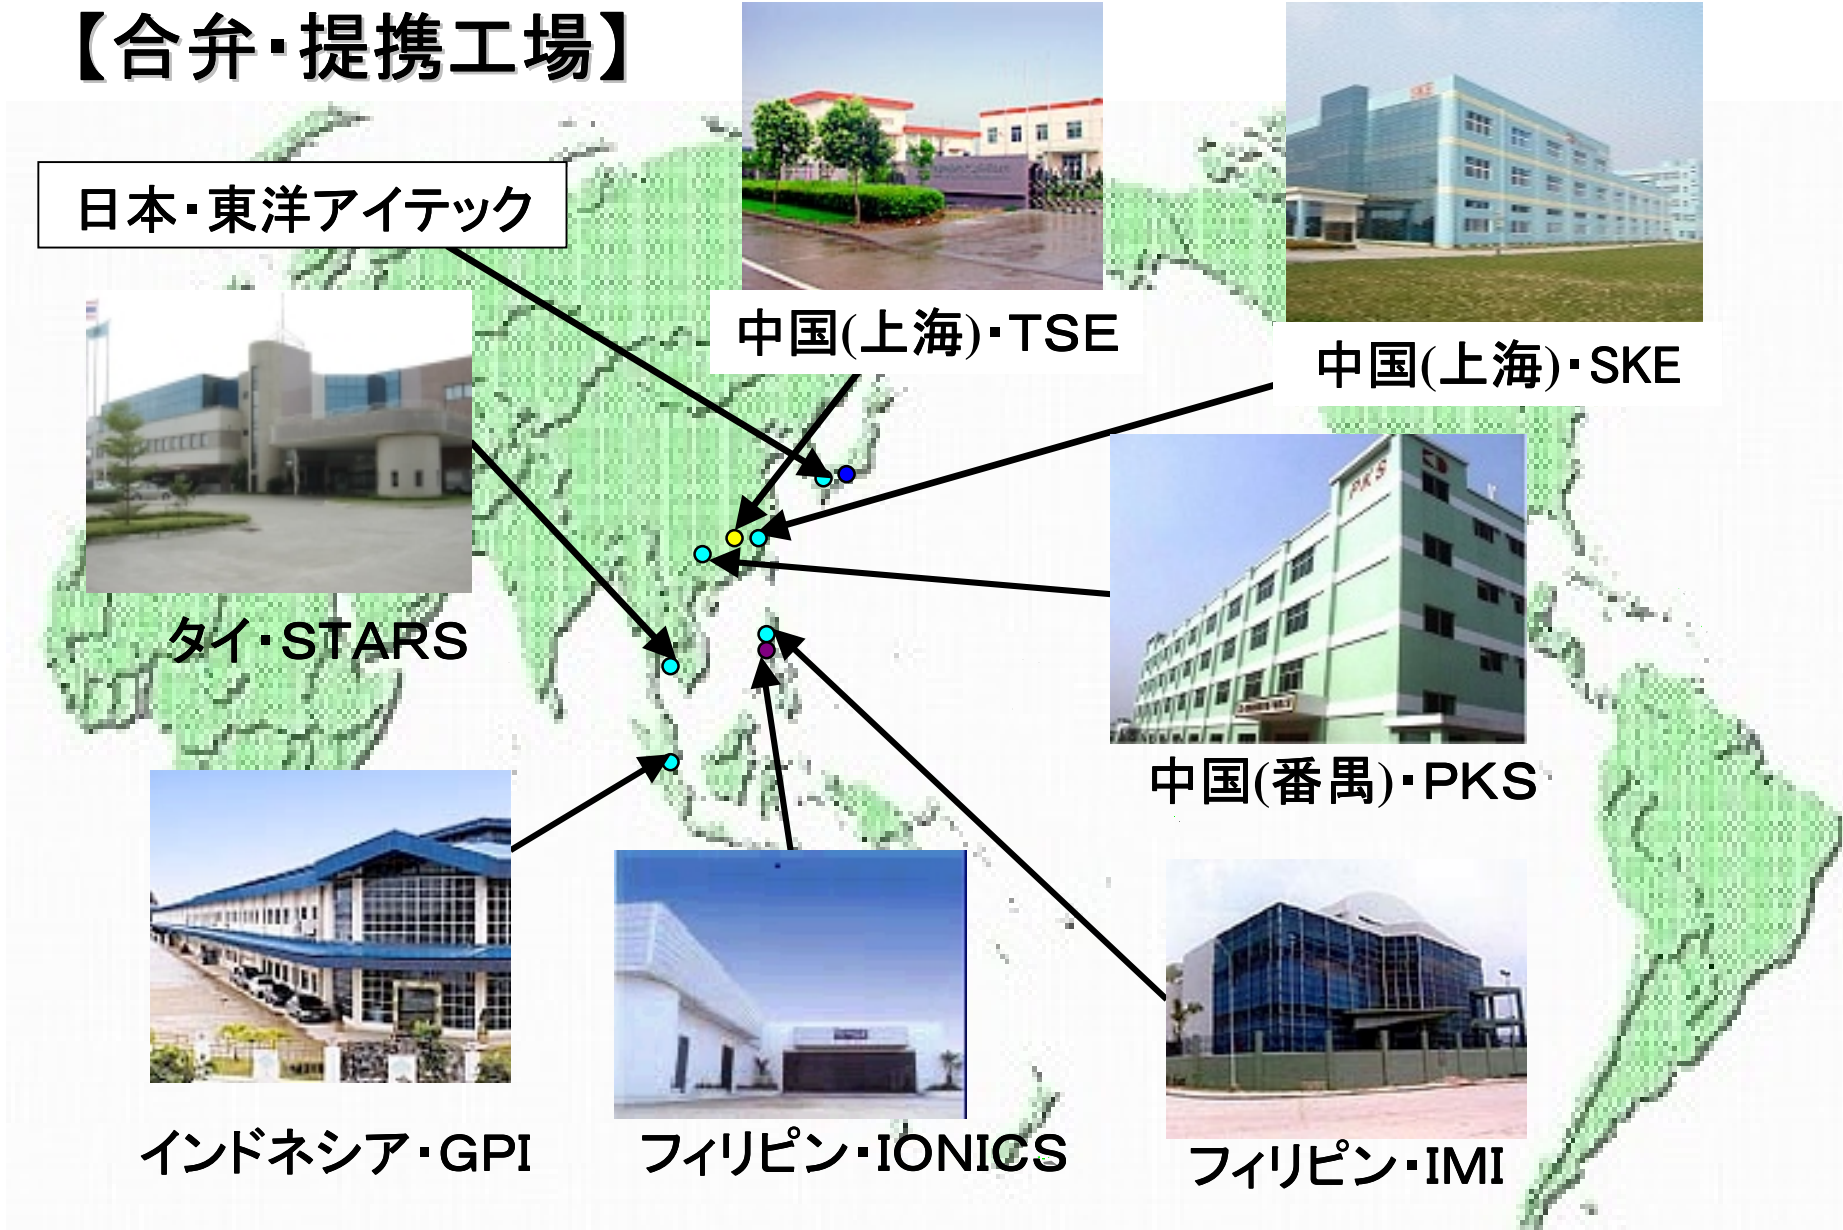 【合弁・提携工場】
日本・東洋アイテック
中国(上海)・TSE
SKE
中国(上海)・SKE
タイ・STARS
PKS
中国(番禺)・PKS
インドネシア・GPI
フィリピン・IONICS
フィリピン・IMI